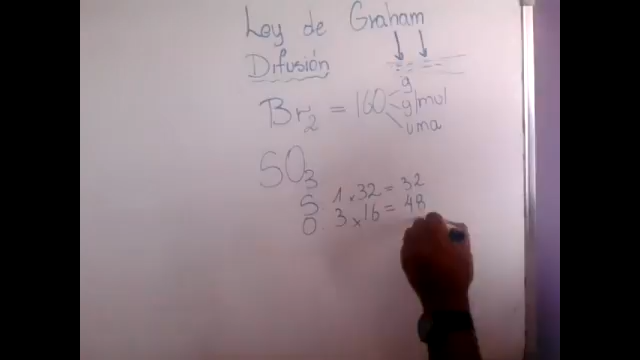 Ley de Graham
Difusión
Br2 = 160
g
g/mol
uma
SO3
S: 1 x 32 = 32
O: 3 x 16 = 48